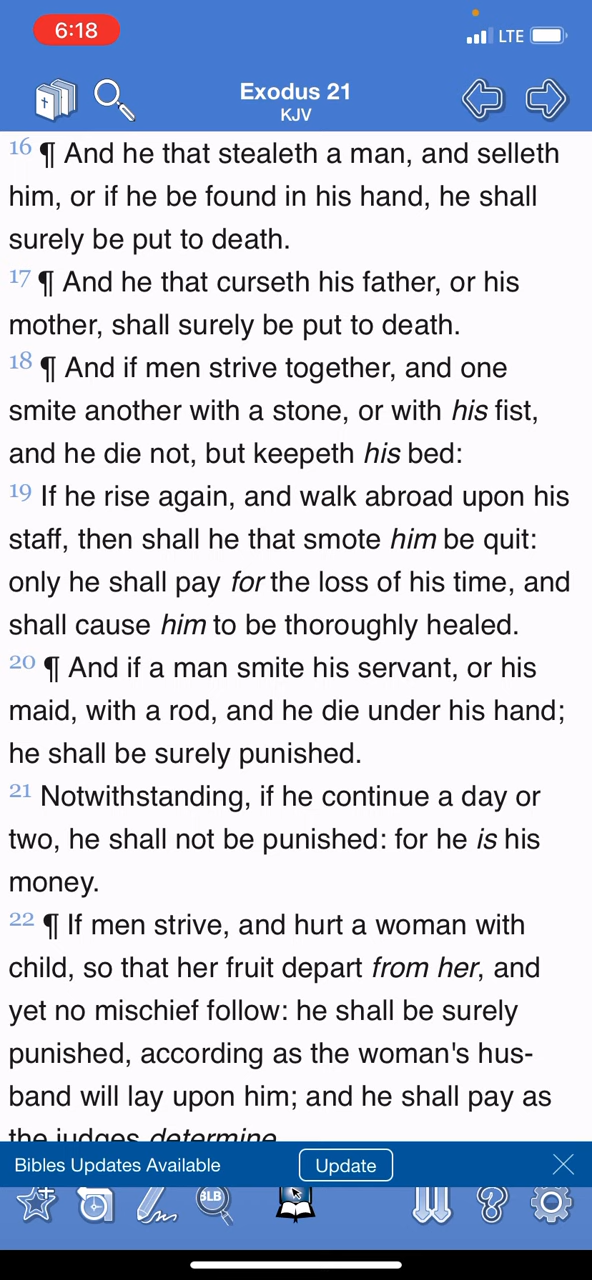 6:18
LTE
Exodus 21
KJV
16 ¶ And he that stealeth a man, and selleth
him, or if he be found in his hand, he shall
surely be put to death.
17 ¶ And he that curseth his father, or his
mother, shall surely be put to death.
18 ¶ And if men strive together, and one
smite another with a stone, or with his fist,
and he die not, but keepeth his bed:
19 If he rise again, and walk abroad upon his
staff, then shall he that smote him be quit:
only he shall pay for the loss of his time, and
shall cause him to be thoroughly healed.
20 ¶ And if a man smite his servant, or his
maid, with a rod, and he die under his hand;
he shall be surely punished.
21 Notwithstanding, if he continue a day or
two, he shall not be punished: for he is his
money.
22 ¶ If men strive, and hurt a woman with
child, so that her fruit depart from her, and
yet no mischief follow: he shall be surely
punished, according as the woman's hus-
band will lay upon him; and he shall pay as
the judges determine.
Bibles Updates Available
Update
BLB